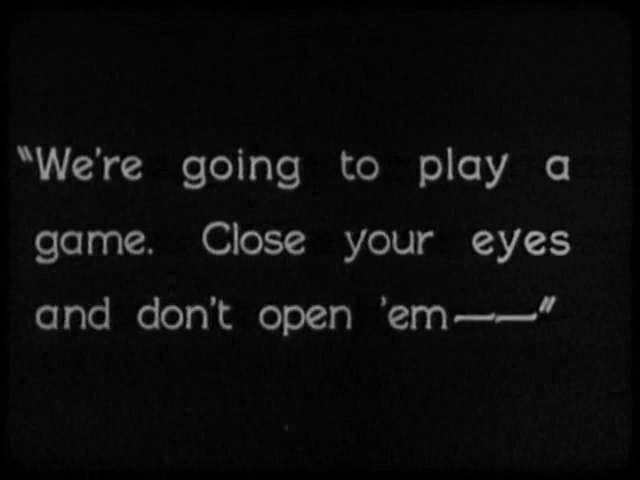 "We're going to play a
game. Close your eyes
and don't open 'em——"